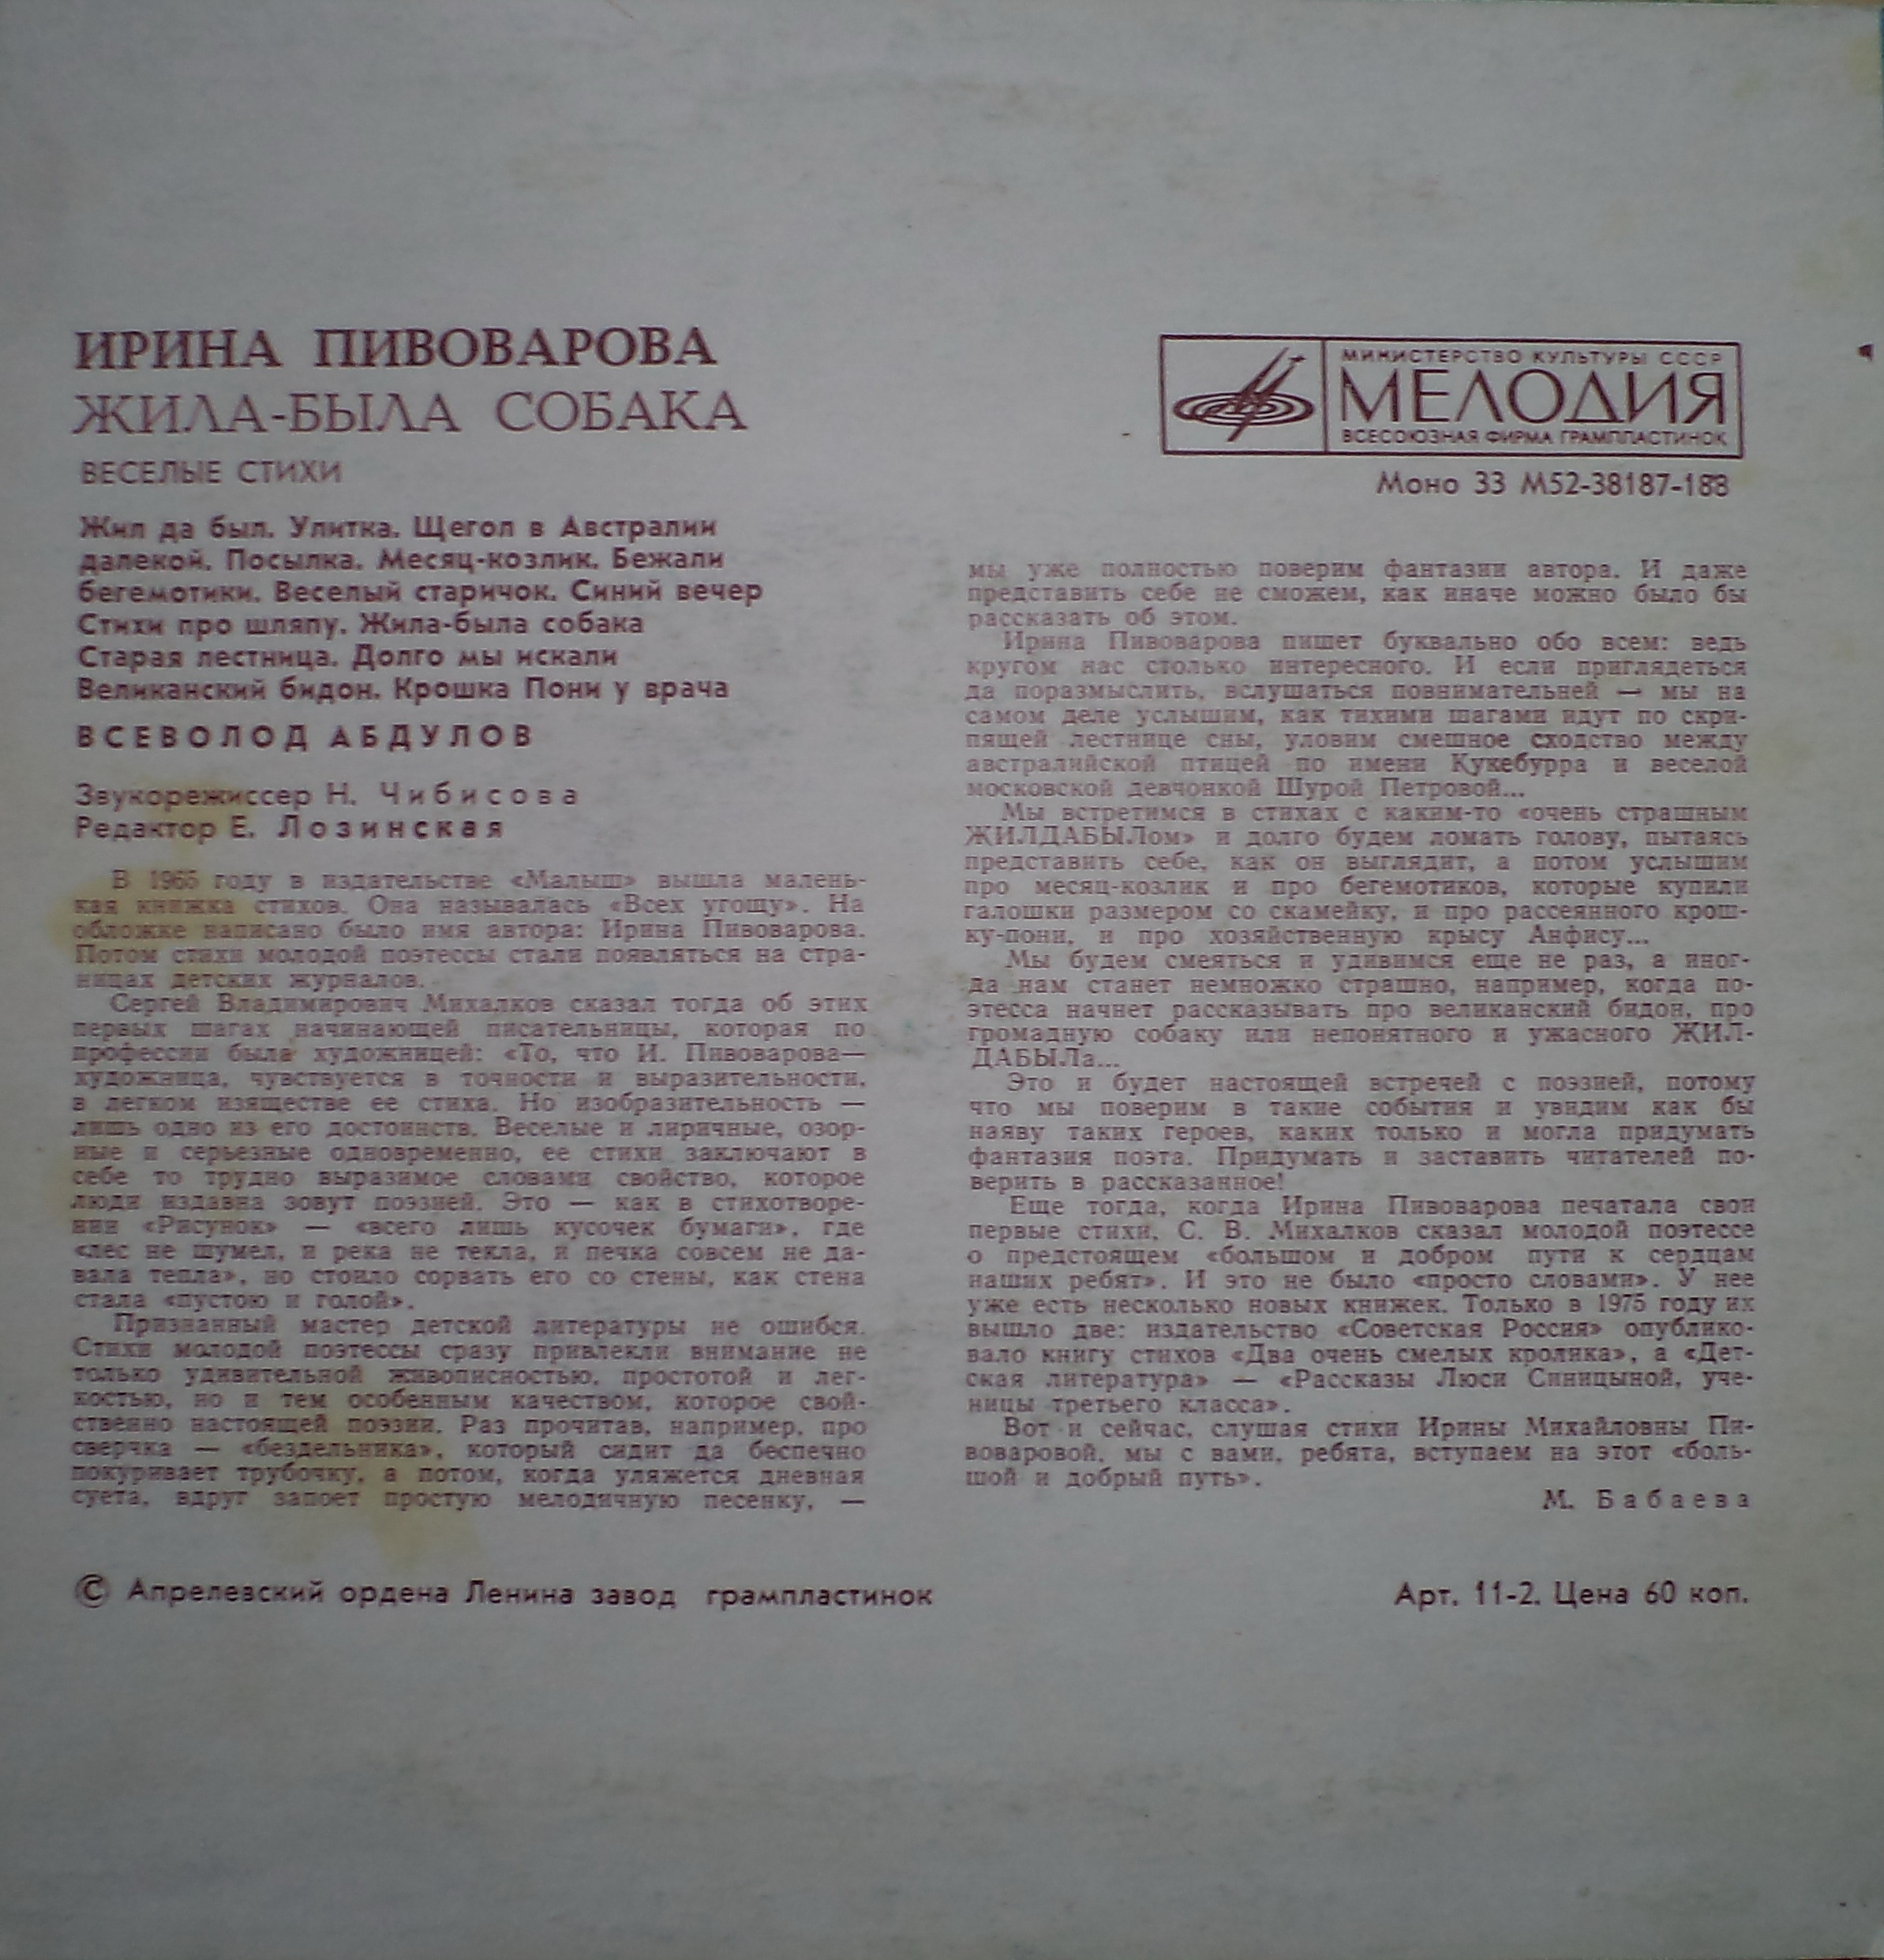 ИРИНА ПИВОВАРОВА
ЖИЛА-БЫЛА СОБАКА
ВЕСЕЛЫЕ СТИХИ
Жил да был. Улитка. Щегол в Австралии
далекой. Посылка. Месяц-козлик. Бежали
бегемотики. Веселый старичок. Синий вечер
Стихи про шляпу. Жила-была собака
Старая лестница. Долго мы искали
Великанский бидон. Крошка Пони у врача
ВСЕВОЛОД АБДУЛОВ
Звукорежиссер Н. Чибисова
Редактор Е. Лозинская
В 1965 году в издательстве «Малыш» вышла малень-
кая книжка стихов. Она называлась «Всех угощу». На
обложке написано было имя автора: Ирина Пивоварова.
Потом стихи молодой поэтессы стали появляться на стра-
ницах детских журналов.
Сергей Владимирович Михалков сказал тогда об этих
первых шагах начинающей писательницы, которая по
профессии была художницей: «То, что И. Пивоварова—
художница, чувствуется в точности и выразительности,
в легком изяществе ее стиха. Но изобразительность —
лишь одно из его достоинств. Веселые и лиричные, озор-
ные и серьезные одновременно, ее стихи заключают в
себе то трудно выразимое словами свойство, которое
люди издавна зовут поэзией. Это — как в стихотворе-
нии «Рисунок» — «всего лишь кусочек бумаги», где
«лес не шумел, и река не текла, и печка совсем не да-
вала тепла», но стоило сорвать его со стены, как стена
стала «пустою и голой».
Признанный мастер детской литературы не ошибся.
Стихи молодой поэтессы сразу привлекли внимание не
только удивительной живописностью, простотой и лег-
костью, но и тем особенным качеством, которое свой-
ственно настоящей поэзии. Раз прочитав, например, про
сверчка — «бездельника», который сидит да беспечно
покуривает трубочку, а потом, когда уляжется дневная
суета, вдруг запоет простую мелодичную песенку, —
МИНИСТЕРСТВО КУЛЬТУРЫ СССР
МЕЛОДИЯ
ВСЕСОЮЗНАЯ ФИРМА ГРАМПЛАСТИНОК
Моно 33 М52-38187-188
мы уже полностью поверим фантазии автора. И даже
представить себе не сможем, как иначе можно было бы
рассказать об этом.
Ирина Пивоварова пишет буквально обо всем: ведь
кругом нас столько интересного. И если приглядеться
да поразмыслить, вслушаться повнимательней — мы на
самом деле услышим, как тихими шагами идут по скри-
пящей лестнице сны, уловим смешное сходство между
австралийской птицей по имени Кукебурра и веселой
московской девчонкой Шурой Петровой...
Мы встретимся в стихах с каким-то «очень страшным
ЖИЛДАБЫЛом» и долго будем ломать голову, пытаясь
представить себе, как он выглядит, а потом услышим
про месяц-козлик и про бегемотиков, которые купили
галошки размером со скамейку, и про рассеянного крош-
ку-пони, и про хозяйственную крысу Анфису...
Мы будем смеяться и удивимся еще не раз, а иног-
да нам станет немножко страшно, например, когда по-
этесса начнет рассказывать про великанский бидон, про
громадную собаку или непонятного и ужасного ЖИЛ-
ДАБЫЛа...
Это и будет настоящей встречей с поэзией, потому
что мы поверим в такие события и увидим как бы
наяву таких героев, каких только и могла придумать
фантазия поэта. Придумать и заставить читателей по-
верить в рассказанное!
Еще тогда, когда Ирина Пивоварова печатала свои
первые стихи, С. В. Михалков сказал молодой поэтессе
о предстоящем «большом и добром пути к сердцам
наших ребят». И это не было «просто словами». У нее
уже есть несколько новых книжек. Только в 1975 году их
вышло две: издательство «Советская Россия» опублико-
вало книгу стихов «Два очень смелых кролика», а «Дет-
ская литература» — «Рассказы Люси Синицыной, уче-
ницы третьего класса».
Вот и сейчас, слушая стихи Ирины Михайловны Пи-
воваровой, мы с вами, ребята, вступаем на этот «боль-
шой и добрый путь».
М. Бабаева
© Апрелевский ордена Ленина завод грампластинок
Арт. 11-2. Цена 60 коп.